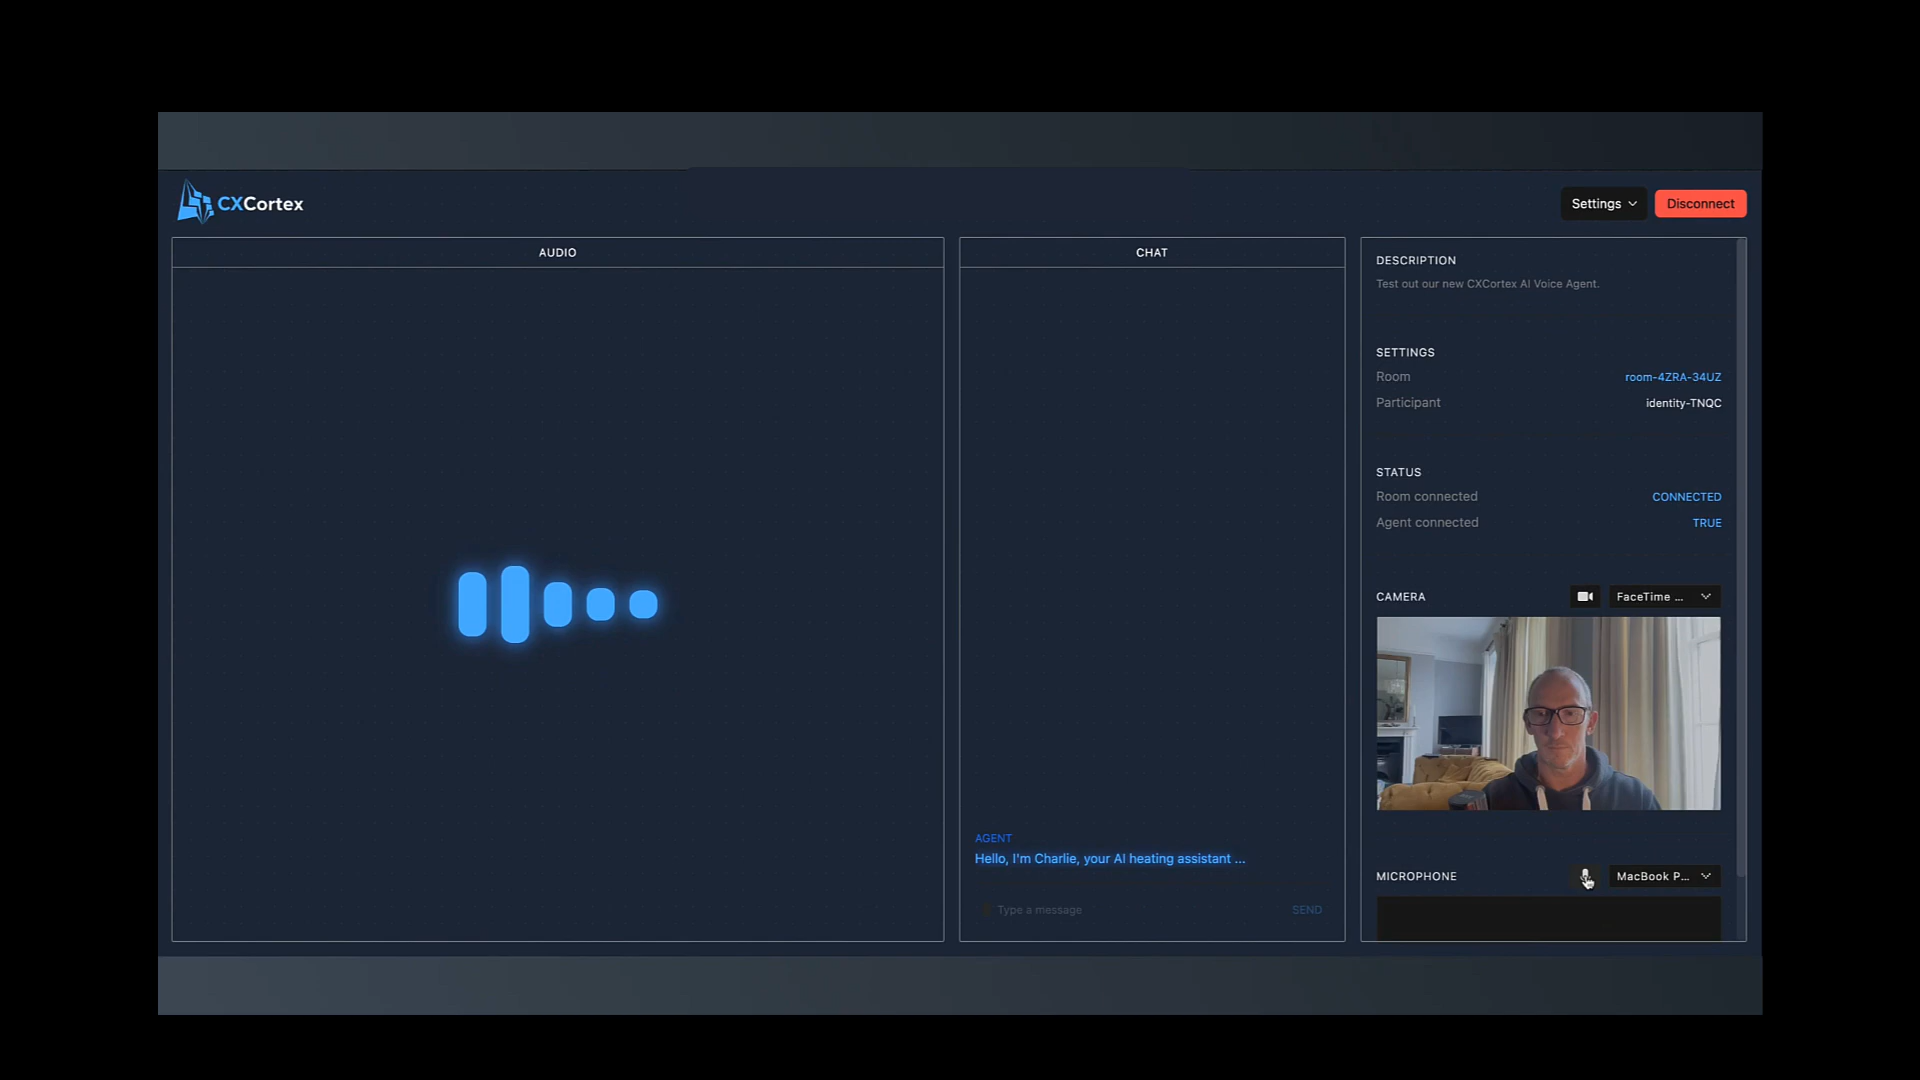 CXCortex
Settings
Disconnect
AUDIO
CHAT
AGENT
Hello, I'm Charlie, your AI heating assistant ...
Type a message
SEND
DESCRIPTION
Test out our new CXCortex AI Voice Agent.
SETTINGS
Room room-4ZRA-34UZ
Participant identity-TNQC
STATUS
Room connected CONNECTED
Agent connected TRUE
CAMERA FaceTime ...
MICROPHONE MacBook P...